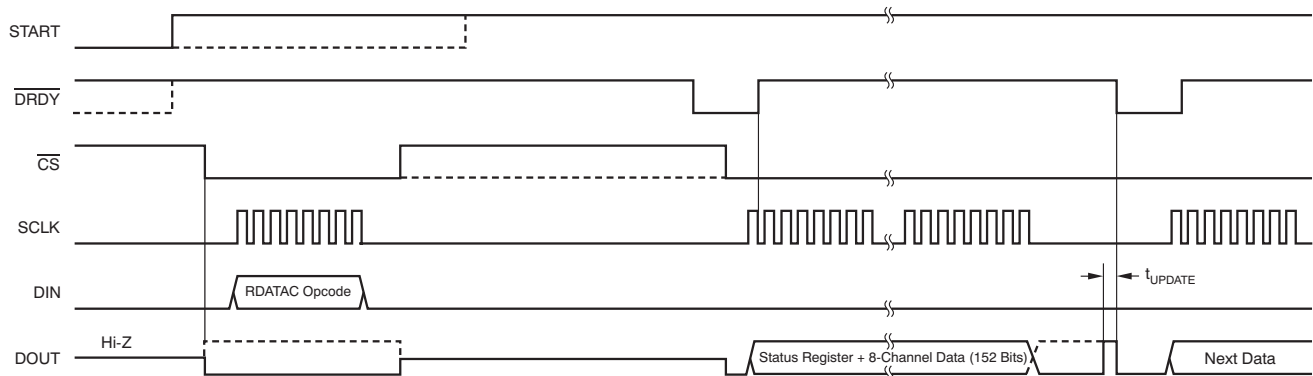 START
DRDY
CS
SCLK
DIN
RDATAC Opcode
tUPDATE
Hi-Z
DOUT
Status Register + 8-Channel Data (152 Bits)
Next Data